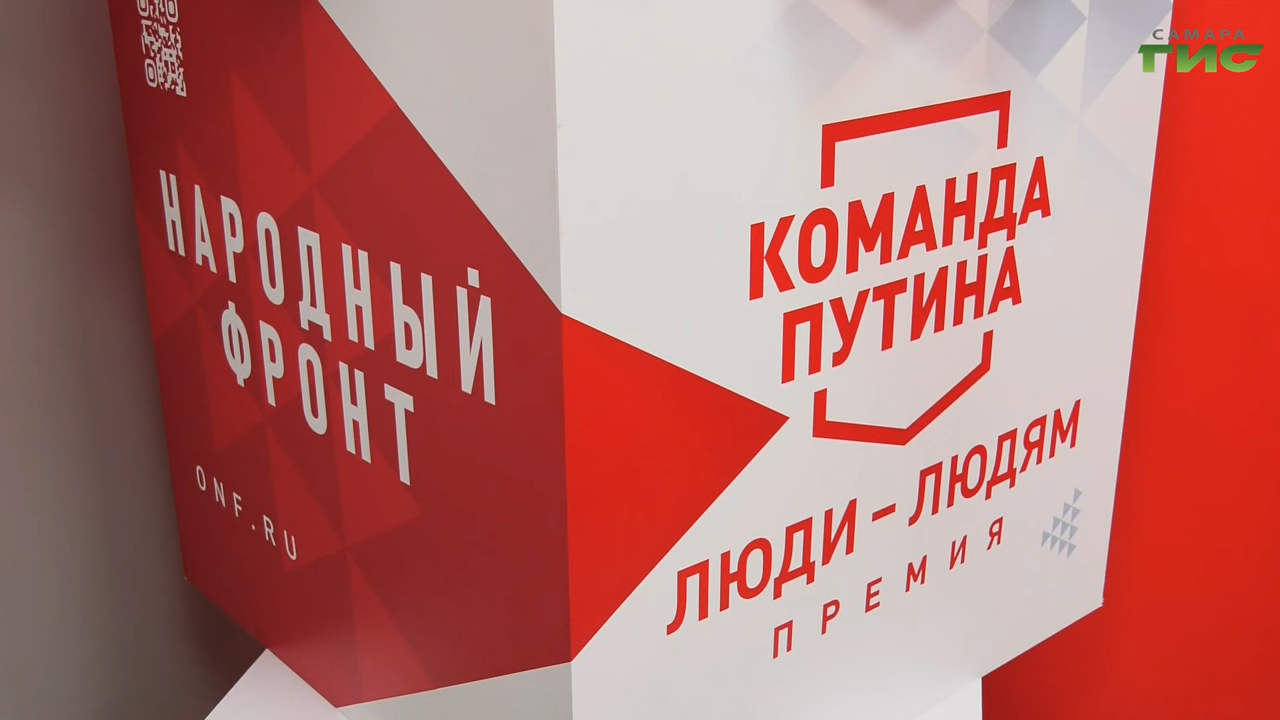 НАРОДНЫЙ
ФРОНТ
ONF.RU
КОМАНДА
ПУТИНА
ЛЮДИ – ЛЮДЯМ
ПРЕМИЯ
САМАРА
ГИС